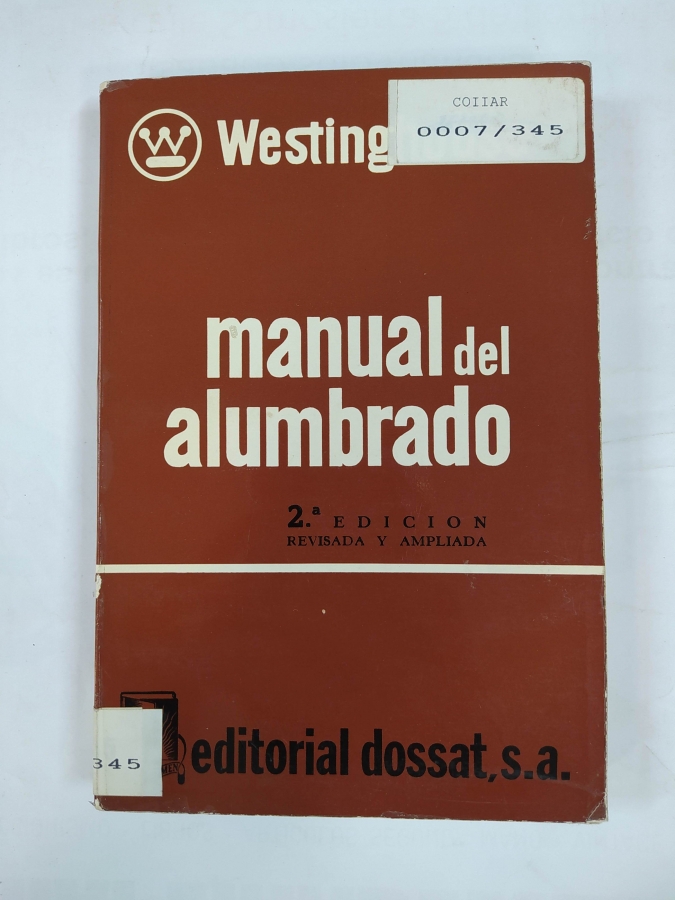 COIIAR
0007/345
Westing
manual del
alumbrado
2.ª EDICION
REVISADA Y AMPLIADA
345
editorial dossat, s.a.